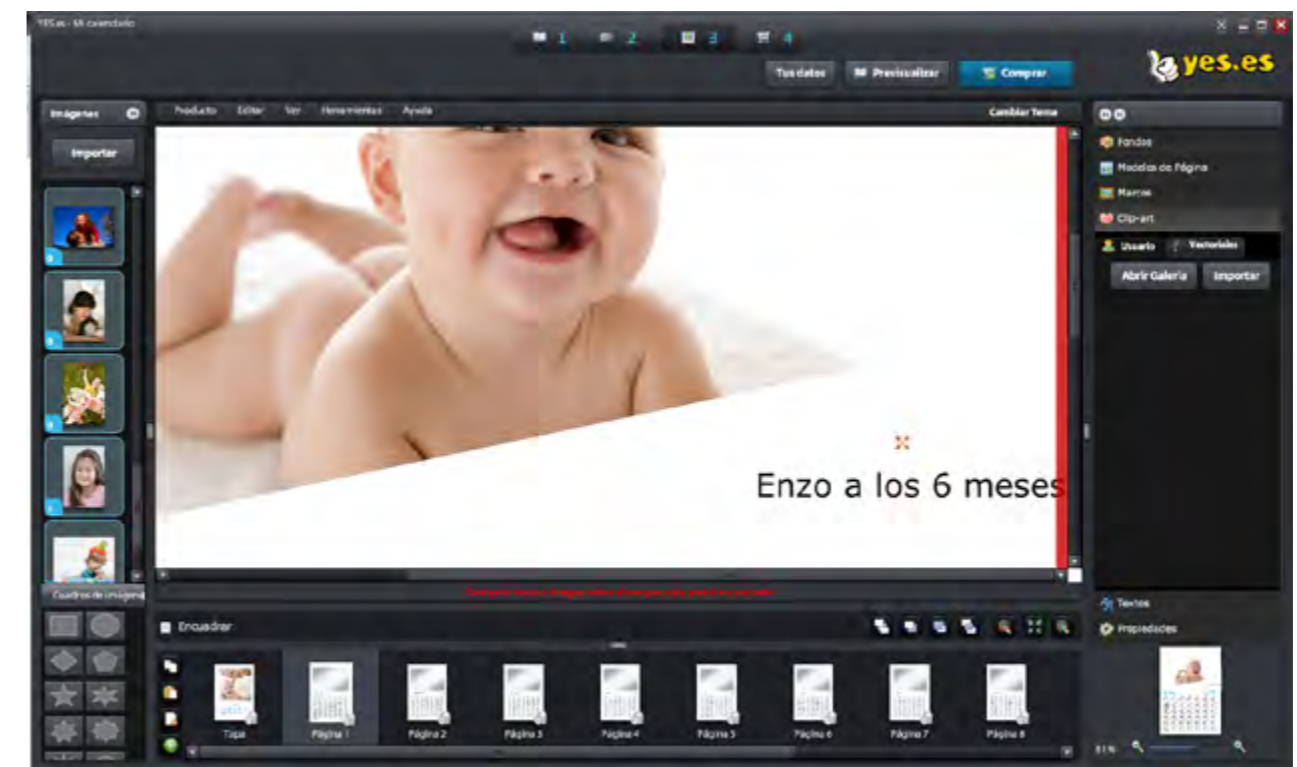 YES.es - Mi calendario
1 2 3 4
Tus datos Previsualizar Comprar
yes.es
Imágenes
Producto Editar Ver Herramientas Ayuda Cambiar Tema
Importar
Fondos
Modelos de Página
Marcos
Clip-art
Usuario Vectoriales
Abrir Galeria Importar
Enzo a los 6 meses
Cuadros de imágene
Textos
Encuadrar
Propiedades
Tapa Página 1 Página 2 Página 3 Página 4 Página 5 Página 6 Página 7 Página 8
81%